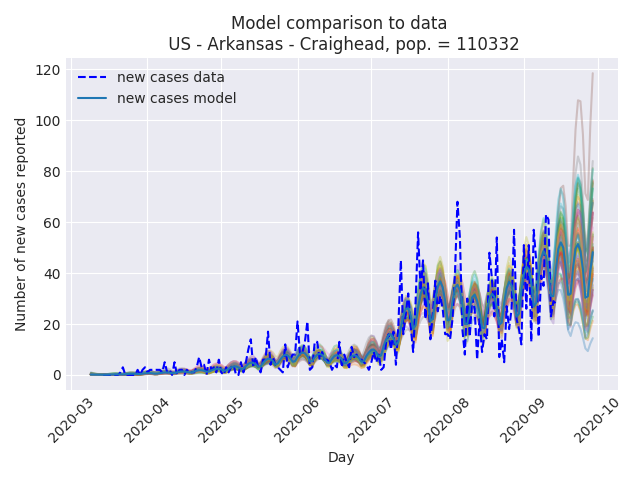 Model comparison to data
US - Arkansas - Craighead, pop. = 110332
new cases data
new cases model
Number of new cases reported
120
100
80
60
40
20
0
2020-03
2020-04
2020-05
2020-06
2020-07
2020-08
2020-09
2020-10
Day